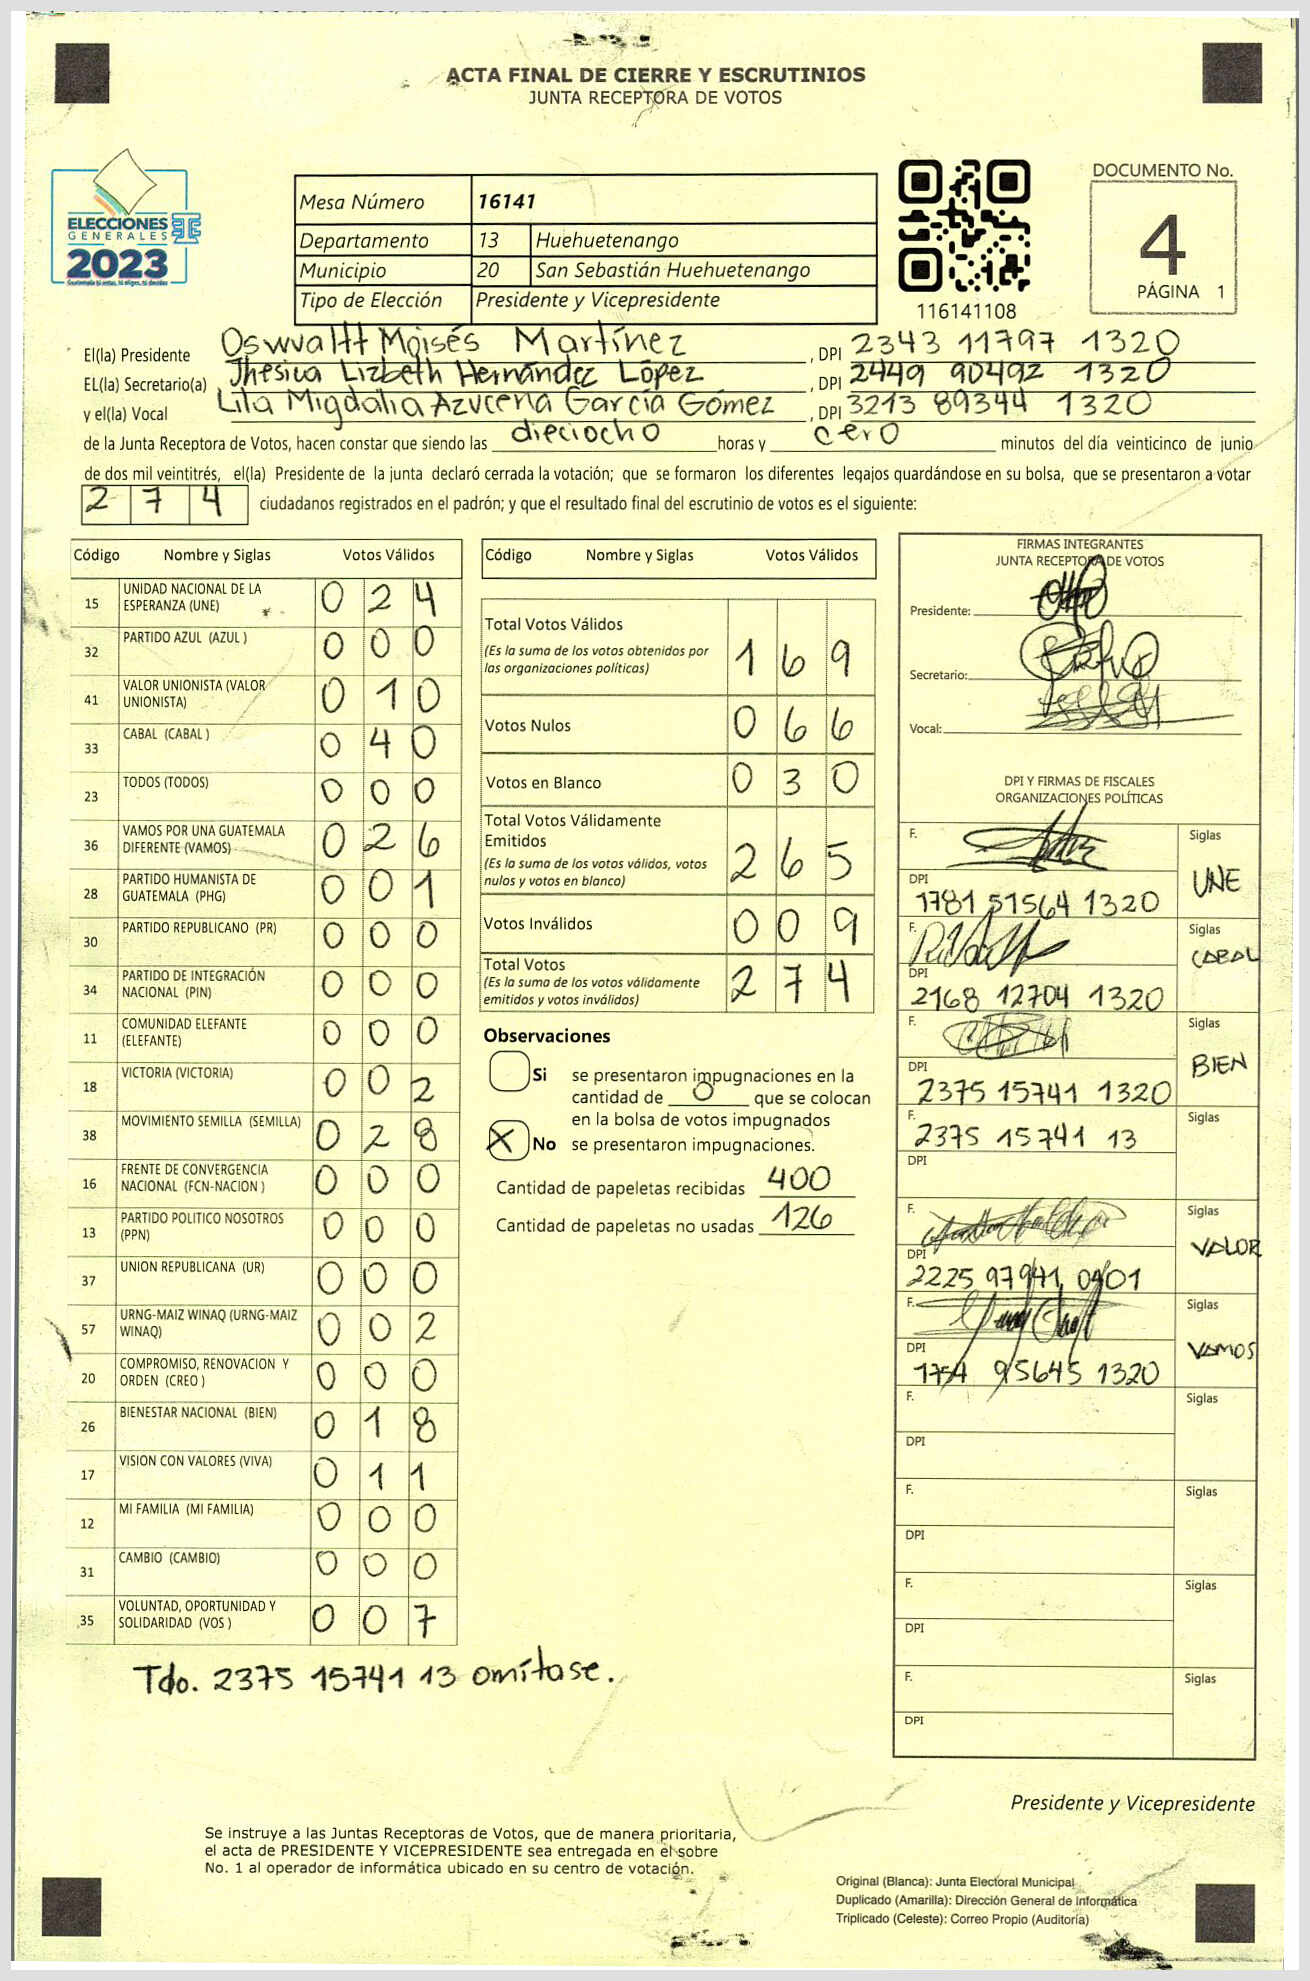 ACTA FINAL DE CIERRE Y ESCRUTINIOS
JUNTA RECEPTORA DE VOTOS
ELECCIONES
GENERALES
2023
Mesa Número 16141
Departamento 13 Huehuetenango
Municipio 20 San Sebastián Huehuetenango
Tipo de Elección Presidente y Vicepresidente
116141108
DOCUMENTO No.
4
PÁGINA 1
El(la) Presidente Oswaltt Moisés Martínez , DPI 2343 11797 1320
EL(la) Secretario(a) Jhesica Lizbeth Hernández López , DPI 2449 90492 1320
y el(la) Vocal Lita Migdalia Azucena García Gómez , DPI 3213 89344 1320
de la Junta Receptora de Votos, hacen constar que siendo las dieciocho horas y cero minutos del día veinticinco de junio
de dos mil veintitrés, el(la) Presidente de la junta declaró cerrada la votación; que se formaron los diferentes legajos quardándose en su bolsa, que se presentaron a votar
274 ciudadanos registrados en el padrón; y que el resultado final del escrutinio de votos es el siguiente:
Código Nombre y Siglas Votos Válidos
15 UNIDAD NACIONAL DE LA ESPERANZA (UNE) 0 2 4
32 PARTIDO AZUL (AZUL ) 0 0 0
41 VALOR UNIONISTA (VALOR UNIONISTA) 0 1 0
33 CABAL (CABAL ) 0 4 0
23 TODOS (TODOS) 0 0 0
36 VAMOS POR UNA GUATEMALA DIFERENTE (VAMOS) 0 2 6
28 PARTIDO HUMANISTA DE GUATEMALA (PHG) 0 0 1
30 PARTIDO REPUBLICANO (PR) 0 0 0
34 PARTIDO DE INTEGRACIÓN NACIONAL (PIN) 0 0 0
11 COMUNIDAD ELEFANTE (ELEFANTE) 0 0 0
18 VICTORIA (VICTORIA) 0 0 2
38 MOVIMIENTO SEMILLA (SEMILLA) 0 2 8
16 FRENTE DE CONVERGENCIA NACIONAL (FCN-NACION ) 0 0 0
13 PARTIDO POLITICO NOSOTROS (PPN) 0 0 0
37 UNION REPUBLICANA (UR) 0 0 0
57 URNG-MAIZ WINAQ (URNG-MAIZ WINAQ) 0 0 2
20 COMPROMISO, RENOVACION Y ORDEN (CREO ) 0 0 0
26 BIENESTAR NACIONAL (BIEN) 0 1 8
17 VISION CON VALORES (VIVA) 0 1 1
12 MI FAMILIA (MI FAMILIA) 0 0 0
31 CAMBIO (CAMBIO) 0 0 0
35 VOLUNTAD, OPORTUNIDAD Y SOLIDARIDAD (VOS ) 0 0 7
Tdo. 2375 15741 13 omítase.
Código Nombre y Siglas Votos Válidos
Total Votos Válidos 1 6 9
(Es la suma de los votos obtenidos por
las organizaciones políticas)
Votos Nulos 0 6 6
Votos en Blanco 0 3 0
Total Votos Válidamente
Emitidos 2 6 5
(Es la suma de los votos válidos, votos
nulos y votos en blanco)
Votos Inválidos 0 0 9
Total Votos 2 7 4
(Es la suma de los votos válidamente
emitidos y votos inválidos)
Observaciones
Si se presentaron impugnaciones en la
cantidad de 0 que se colocan
en la bolsa de votos impugnados
X No se presentaron impugnaciones.
Cantidad de papeletas recibidas 400
Cantidad de papeletas no usadas 126
FIRMAS INTEGRANTES
JUNTA RECEPTORA DE VOTOS
Presidente:
Secretario:
Vocal:
DPI Y FIRMAS DE FISCALES
ORGANIZACIONES POLÍTICAS
F. Siglas
DPI UNE
1781 51564 1320
F. Siglas
CABAL
DPI
2168 12704 1320
F. Siglas
BIEN
DPI
2375 15741 1320
F. Siglas
2375 15741 13
DPI
F. Siglas
VALOR
DPI
2225 97941 0401
F. Siglas
VAMOS
DPI
1754 95645 1320
F. Siglas
DPI
F. Siglas
DPI
F. Siglas
DPI
F. Siglas
DPI
Presidente y Vicepresidente
Se instruye a las Juntas Receptoras de Votos, que de manera prioritaria,
el acta de PRESIDENTE Y VICEPRESIDENTE sea entregada en el sobre
No. 1 al operador de informática ubicado en su centro de votación.
Original (Blanca): Junta Electoral Municipal
Duplicado (Amarilla): Dirección General de Informática
Triplicado (Celeste): Correo Propio (Auditoría)